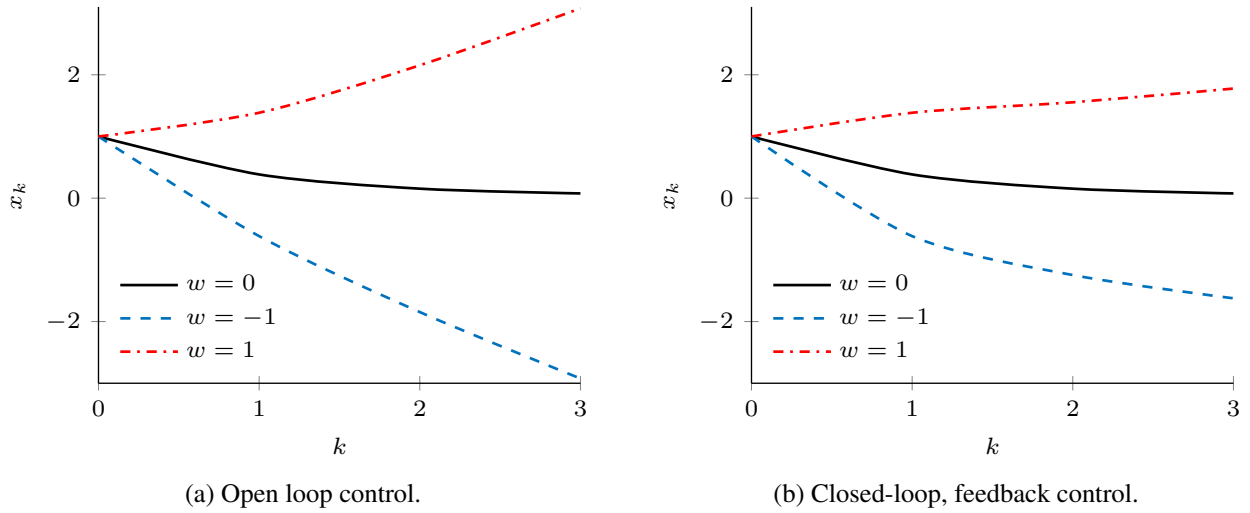 2
0
−2
x_k
w = 0
w = −1
w = 1
0 1 2 3
k
(a) Open loop control.
2
0
−2
x_k
w = 0
w = −1
w = 1
0 1 2 3
k
(b) Closed-loop, feedback control.